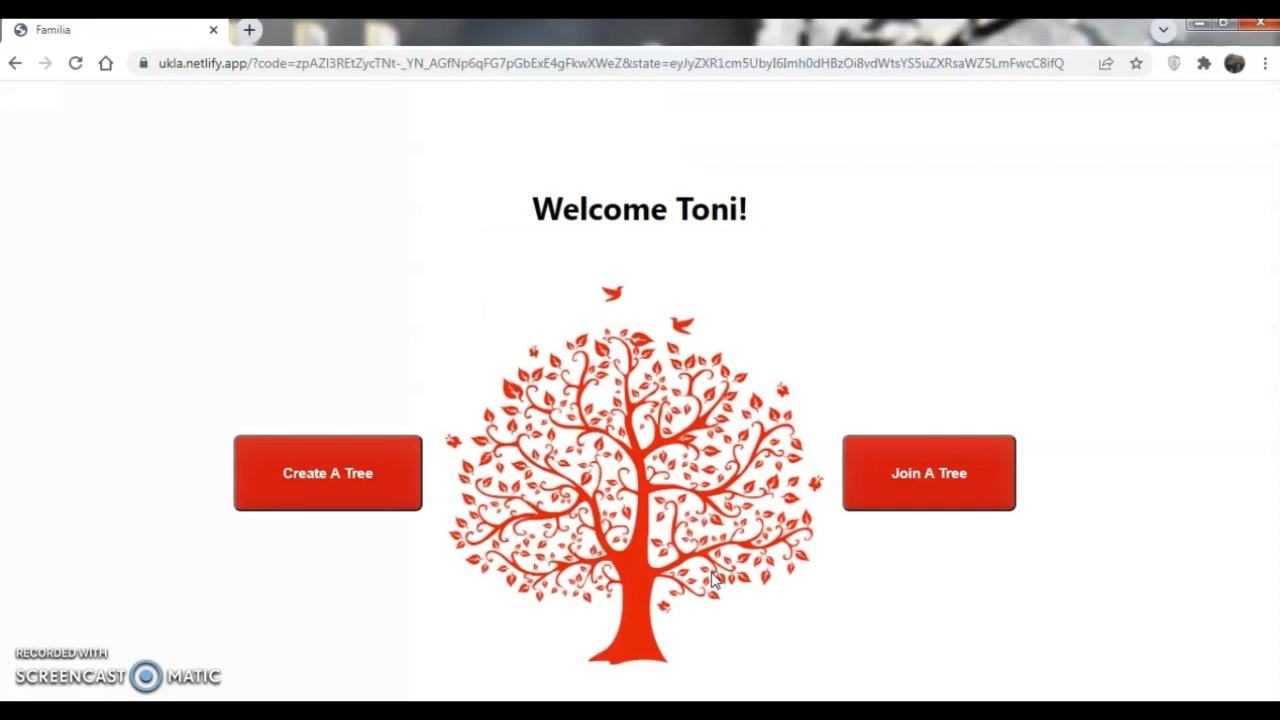 Familia
ukla.netlify.app/?code=zpAZI3REtZycTNt-_YN_AGfNp6qFG7pGbExE4gFkwXWeZ&state=eyJyZXR1cm5UbyI6Imh0dHBzOi8vdWtsYS5uZXRsaWZ5LmFwcC8ifQ
Welcome Toni!
Create A Tree
Join A Tree
RECORDED WITH
SCREENCAST MATIC